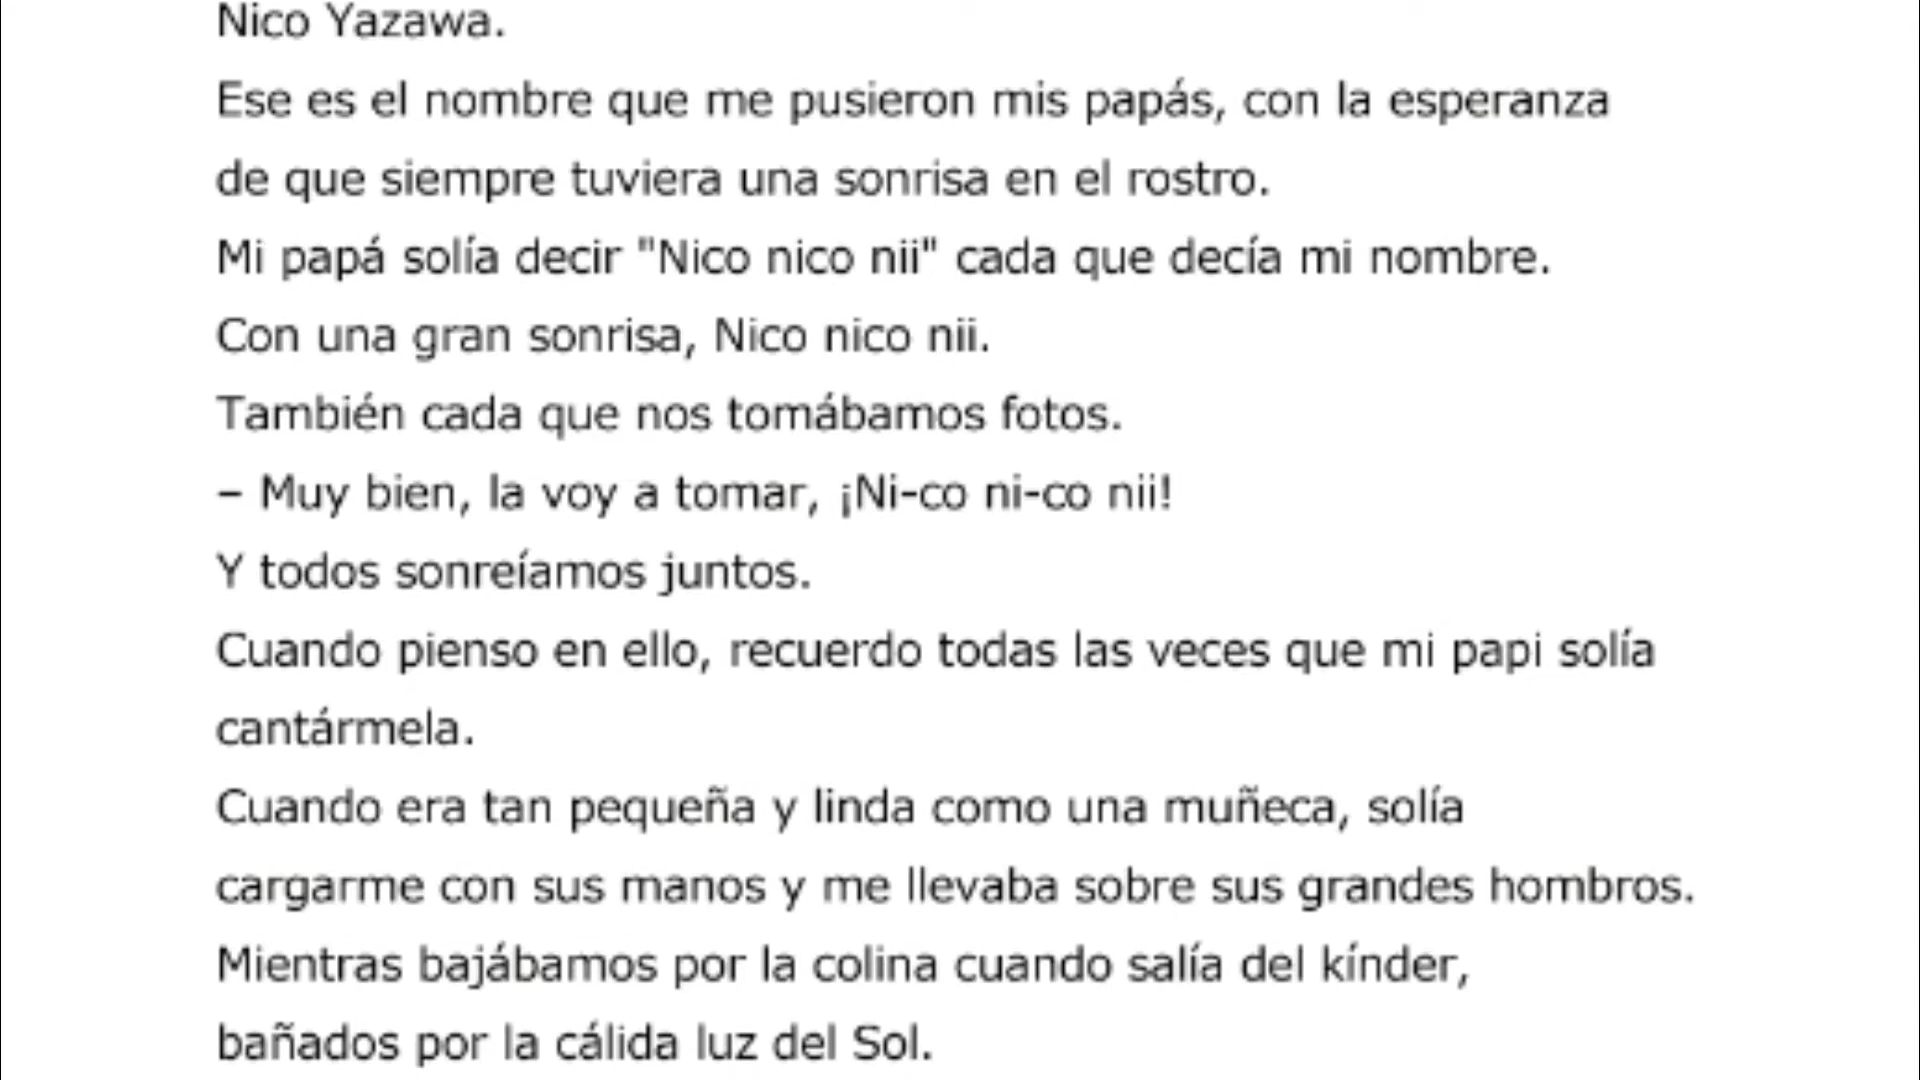 Nico Yazawa.
Ese es el nombre que me pusieron mis papás, con la esperanza
de que siempre tuviera una sonrisa en el rostro.
Mi papá solía decir "Nico nico nii" cada que decía mi nombre.
Con una gran sonrisa, Nico nico nii.
También cada que nos tomábamos fotos.
– Muy bien, la voy a tomar, ¡Ni-co ni-co nii!
Y todos sonreíamos juntos.
Cuando pienso en ello, recuerdo todas las veces que mi papi solía
cantármela.
Cuando era tan pequeña y linda como una muñeca, solía
cargarme con sus manos y me llevaba sobre sus grandes hombros.
Mientras bajábamos por la colina cuando salía del kínder,
bañados por la cálida luz del Sol.